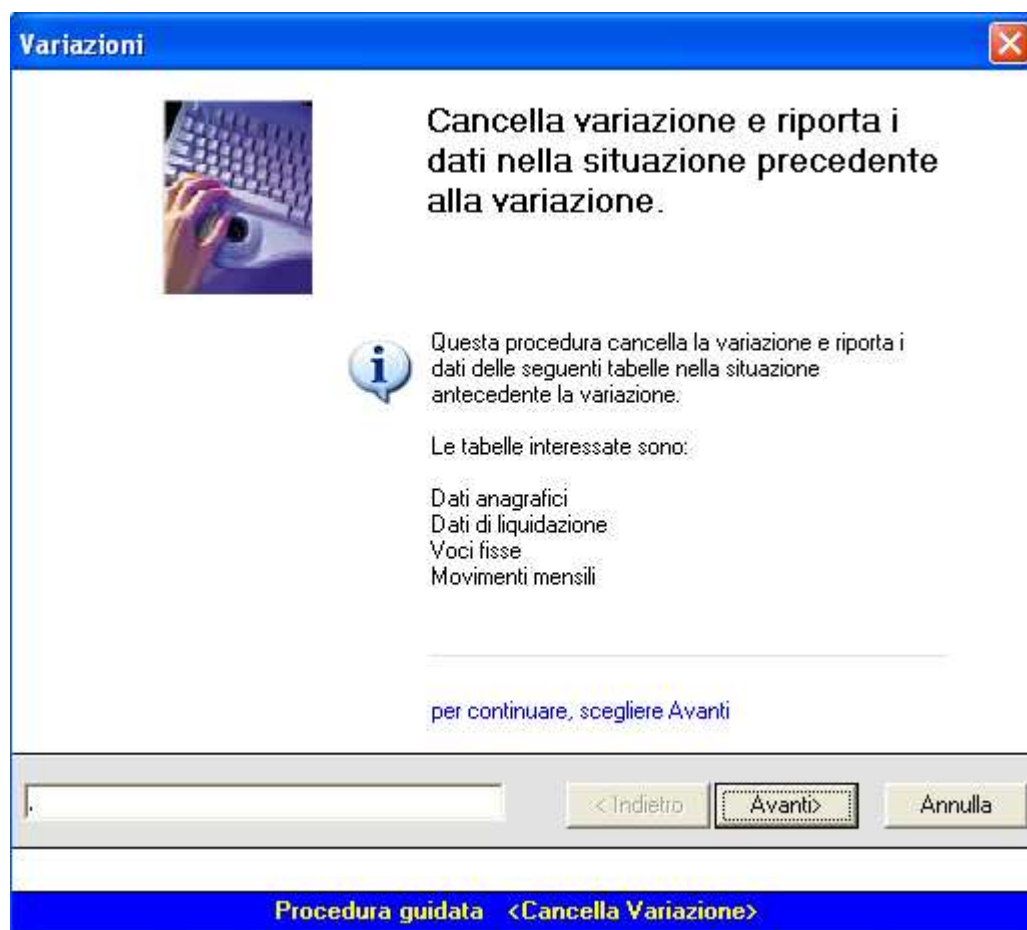 Variazioni
Cancella variazione e riporta i
dati nella situazione precedente
alla variazione.
Questa procedura cancella la variazione e riporta i
dati delle seguenti tabelle nella situazione
antecedente la variazione.
Le tabelle interessate sono:
Dati anagrafici
Dati di liquidazione
Voci fisse
Movimenti mensili
per continuare, scegliere Avanti
.
< Indietro
Avanti>
Annulla
Procedura guidata <Cancella Variazione>